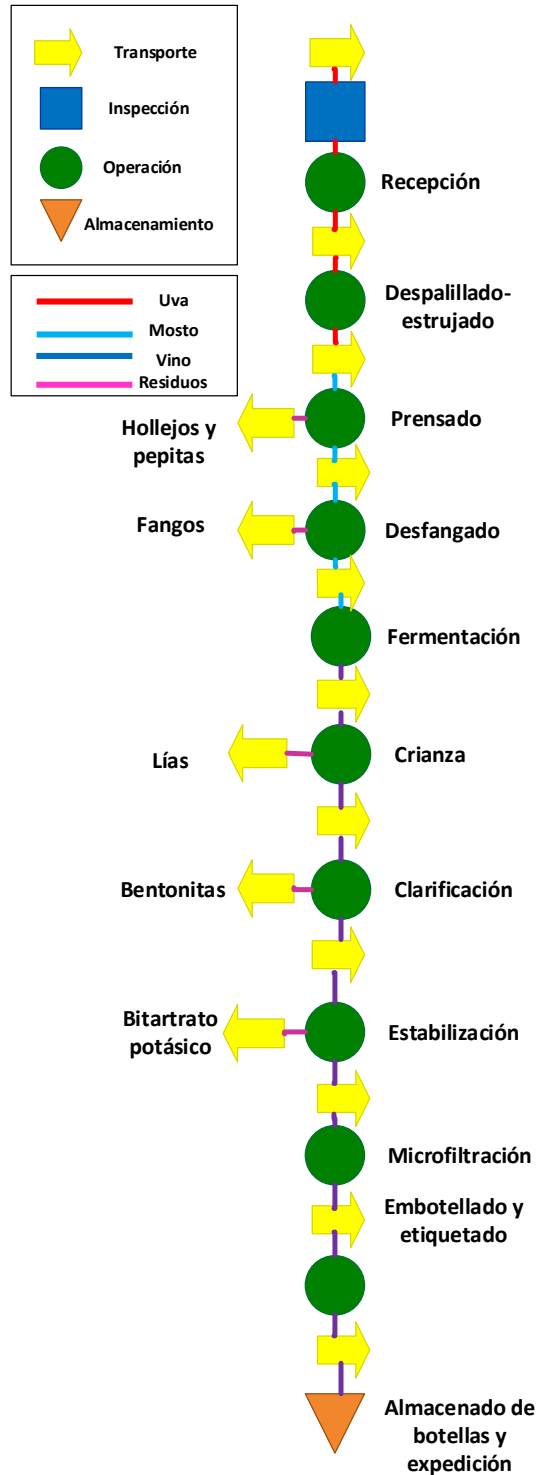 Transporte
Inspección
Operación
Almacenamiento
Uva
Mosto
Vino
Residuos
Recepción
Despalillado-
estrujado
Prensado
Hollejos y
pepitas
Fangos
Desfangado
Fermentación
Lías
Crianza
Bentonitas
Clarificación
Bitartrato
potásico
Estabilización
Microfiltración
Embotellado y
etiquetado
Almacenado de
botellas y
expedición